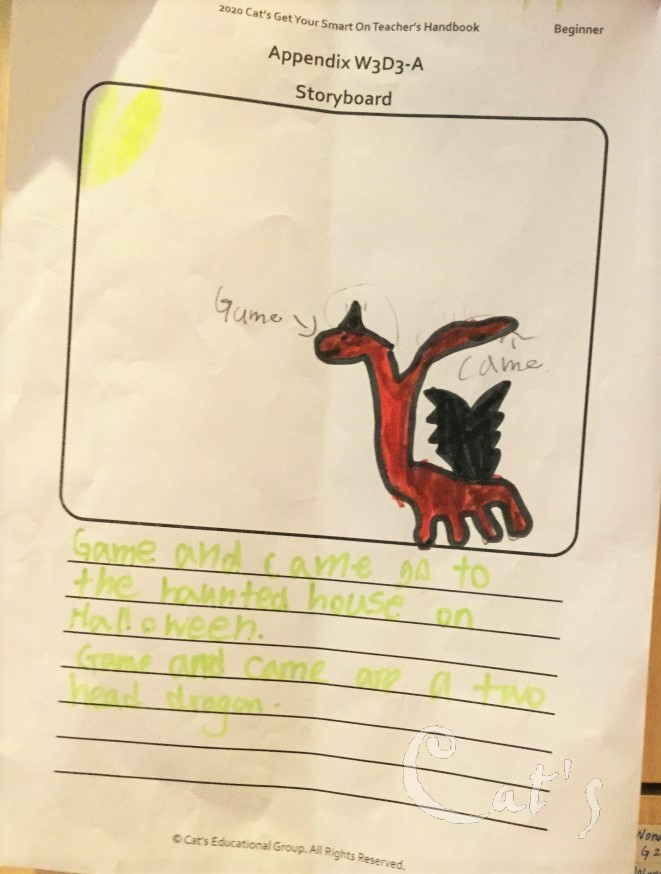 2020 Cat's Get Your Smart On Teacher's Handbook
Beginner
Appendix W3D3-A
Storyboard
Game
Came
Game and Came go to
the haunted house on
Halloween.
Game and came are a two
head dragon.
Cat's
© Cat's Educational Group. All Rights Reserved.
G2